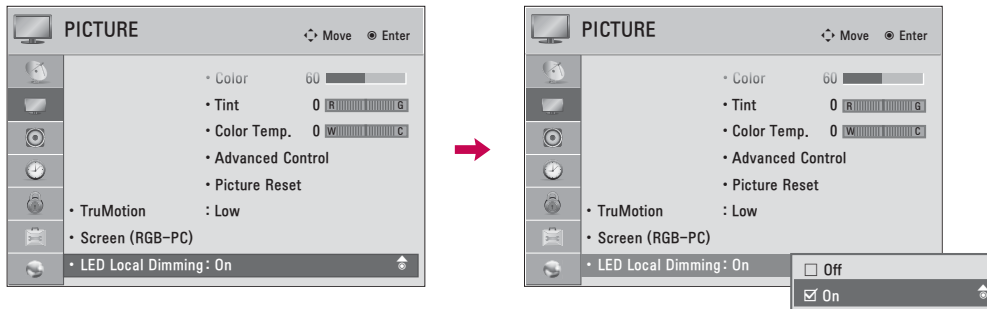 PICTURE Move Enter
• Color 60
• Tint 0 R G
• Color Temp. 0 W C
• Advanced Control
• Picture Reset
• TruMotion : Low
• Screen (RGB-PC)
• LED Local Dimming : On
PICTURE Move Enter
• Color 60
• Tint 0 R G
• Color Temp. 0 W C
• Advanced Control
• Picture Reset
• TruMotion : Low
• Screen (RGB-PC)
• LED Local Dimming : On
☐ Off
☑ On